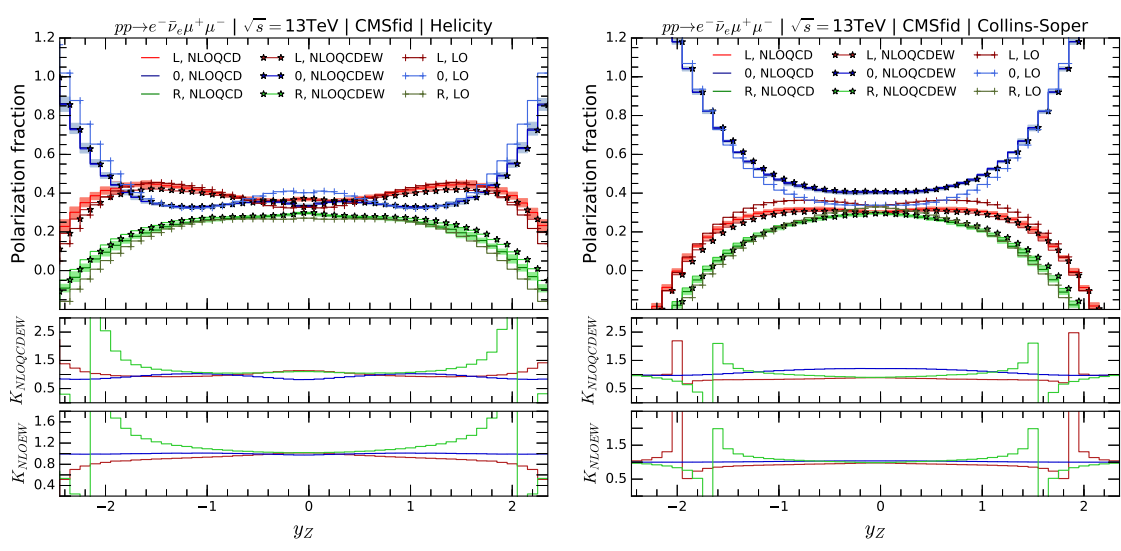 pp→e⁻ν̄ₑμ⁺μ⁻ | √s = 13TeV | CMSfid | Helicity
L, NLOQCD L, NLOQCDEW L, LO
0, NLOQCD 0, NLOQCDEW 0, LO
R, NLOQCD R, NLOQCDEW R, LO
Polarization fraction
1.2
1.0
0.8
0.6
0.4
0.2
0.0
K_NLOQCDEW
2.5
1.5
0.5
K_NLOEW
1.6
1.0
0.4
−2 −1 0 1 2
y_Z
pp→e⁻ν̄ₑμ⁺μ⁻ | √s = 13TeV | CMSfid | Collins-Soper
L, NLOQCD L, NLOQCDEW L, LO
0, NLOQCD 0, NLOQCDEW 0, LO
R, NLOQCD R, NLOQCDEW R, LO
Polarization fraction
1.2
1.0
0.8
0.6
0.4
0.2
0.0
K_NLOQCDEW
2.5
1.5
0.5
K_NLOEW
1.5
0.5
−2 −1 0 1 2
y_Z